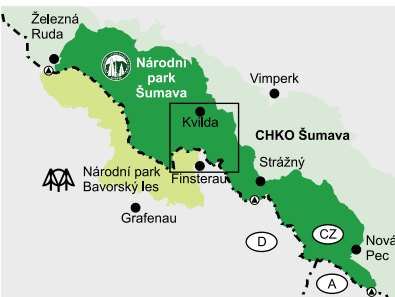 Železná
Ruda
Národní
park
Šumava
Vimperk
Kvilda
CHKO Šumava
Strážný
Národní park
Bavorský les
Finsterau
Grafenau
D
CZ
Nová
Pec
A